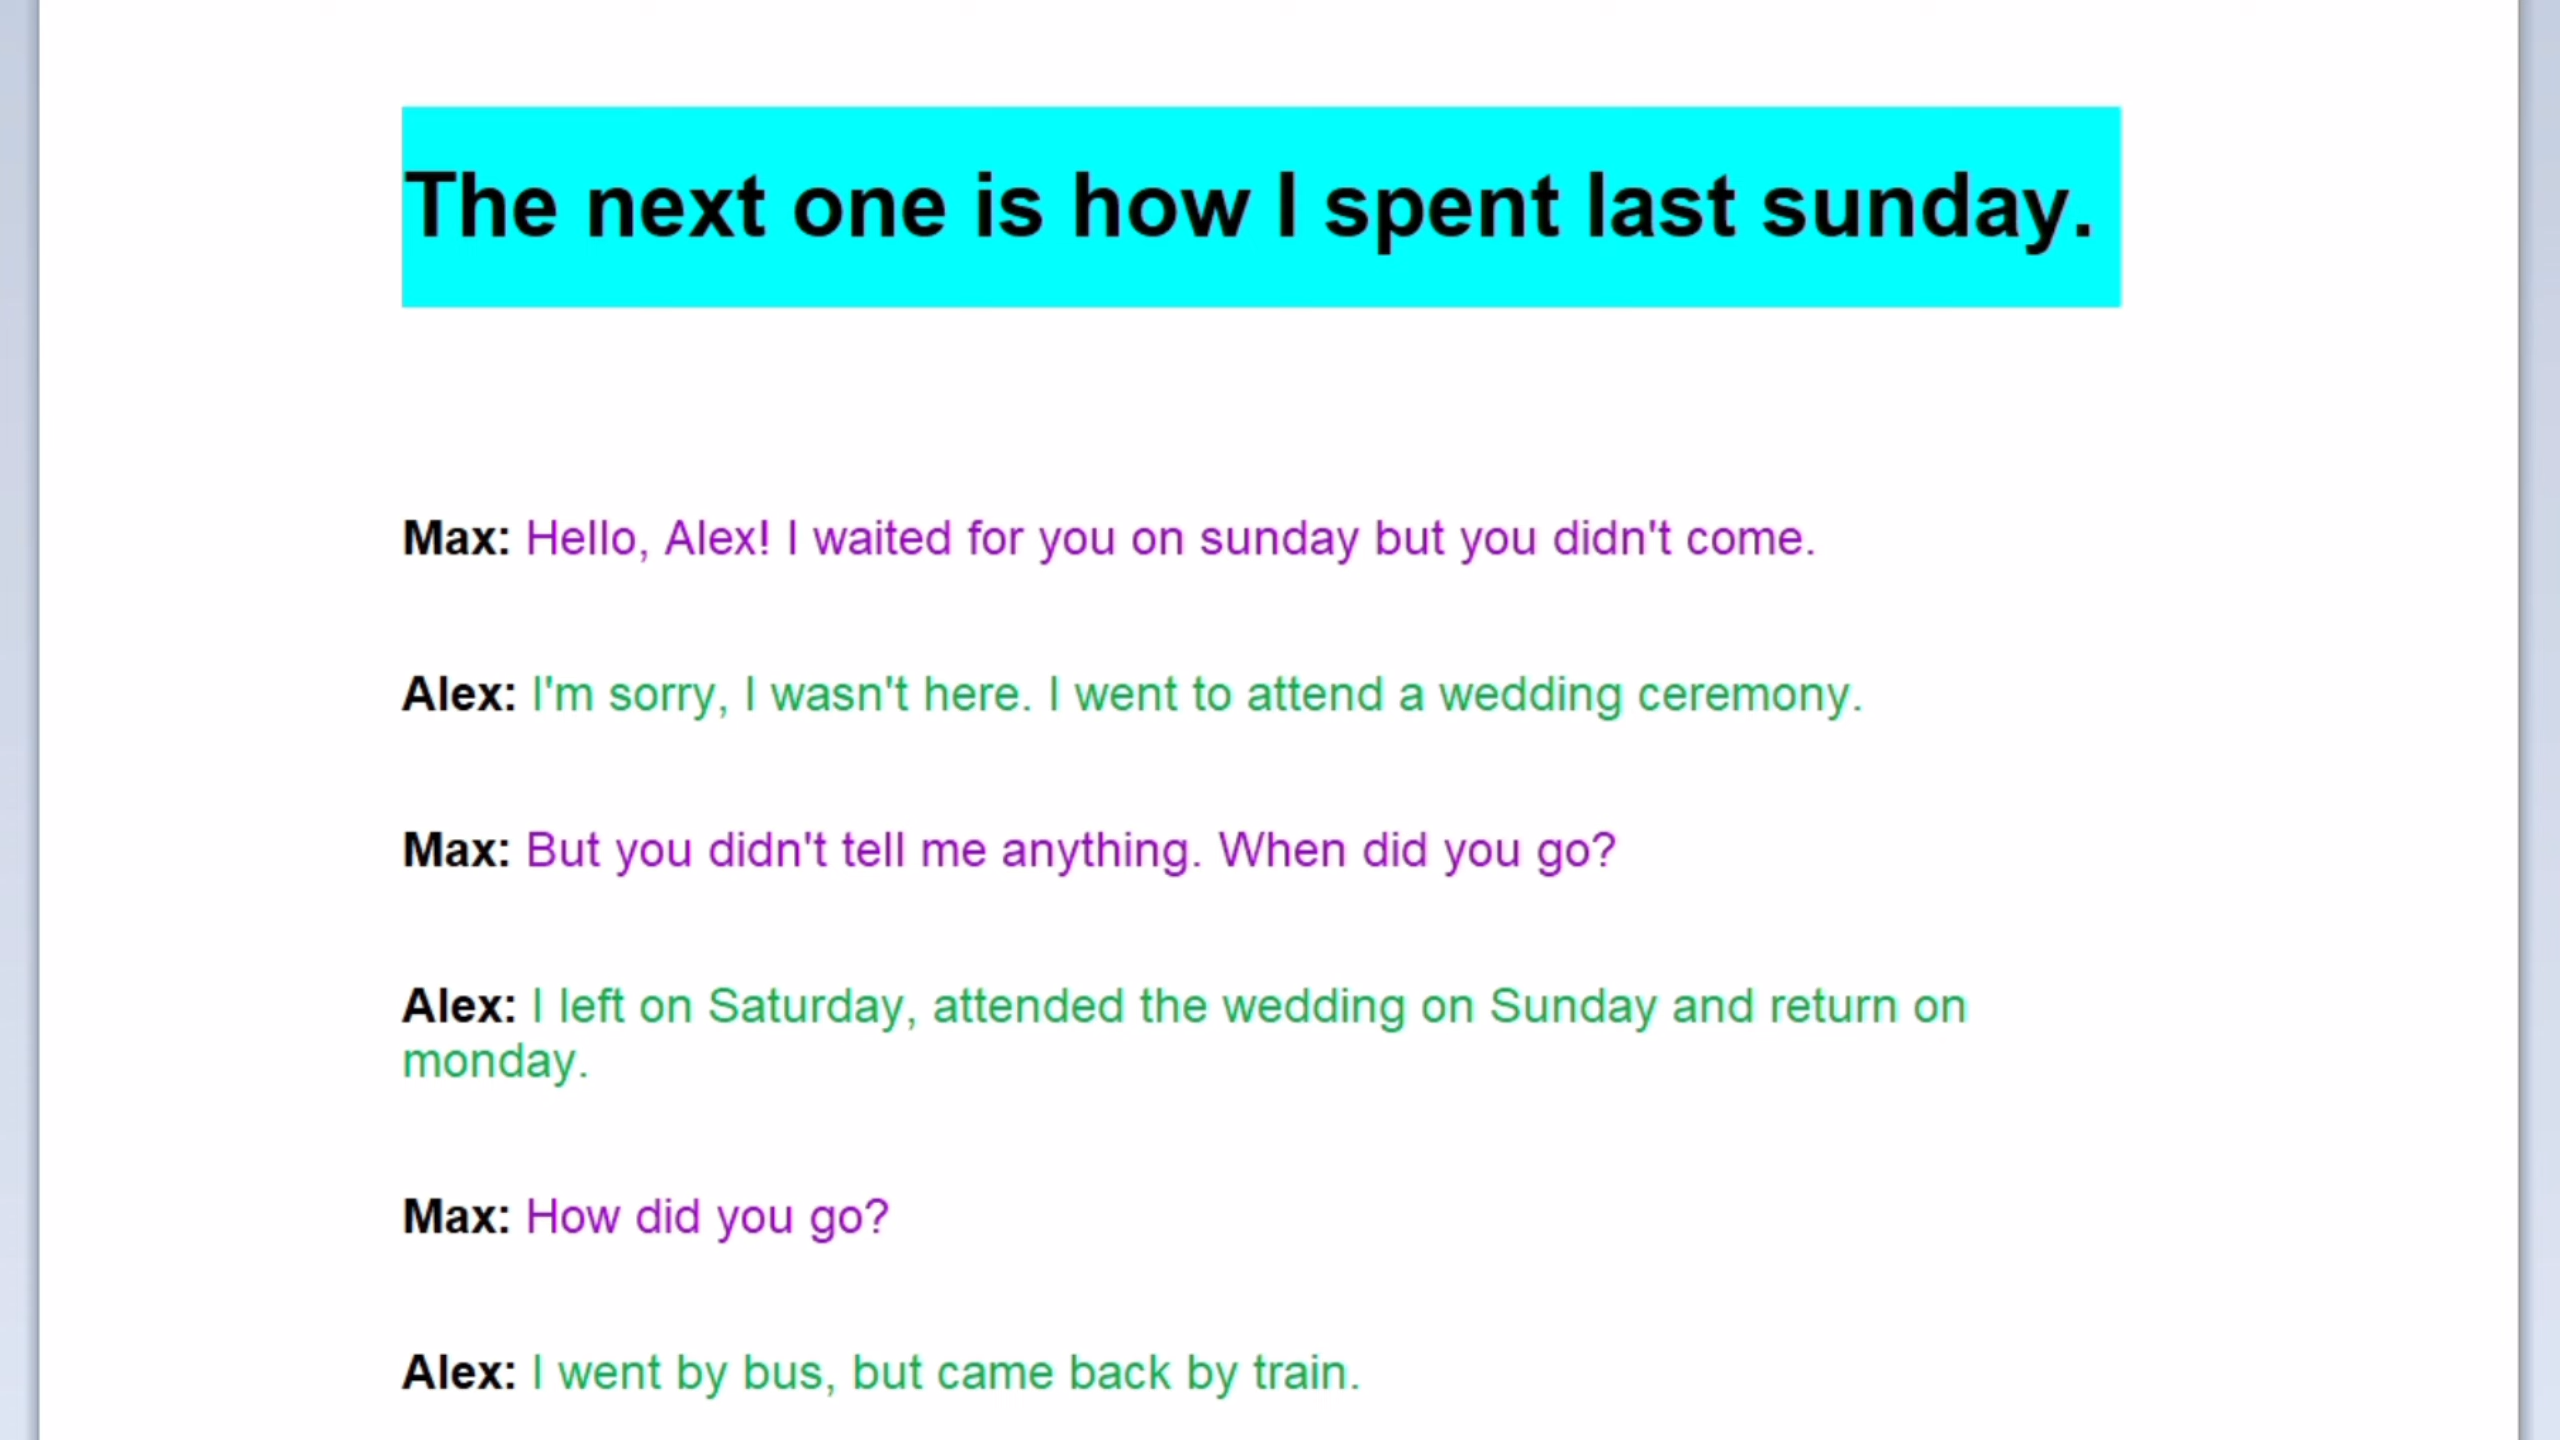 The next one is how I spent last sunday.
Max: Hello, Alex! I waited for you on sunday but you didn't come.
Alex: I'm sorry, I wasn't here. I went to attend a wedding ceremony.
Max: But you didn't tell me anything. When did you go?
Alex: I left on Saturday, attended the wedding on Sunday and return on
monday.
Max: How did you go?
Alex: I went by bus, but came back by train.